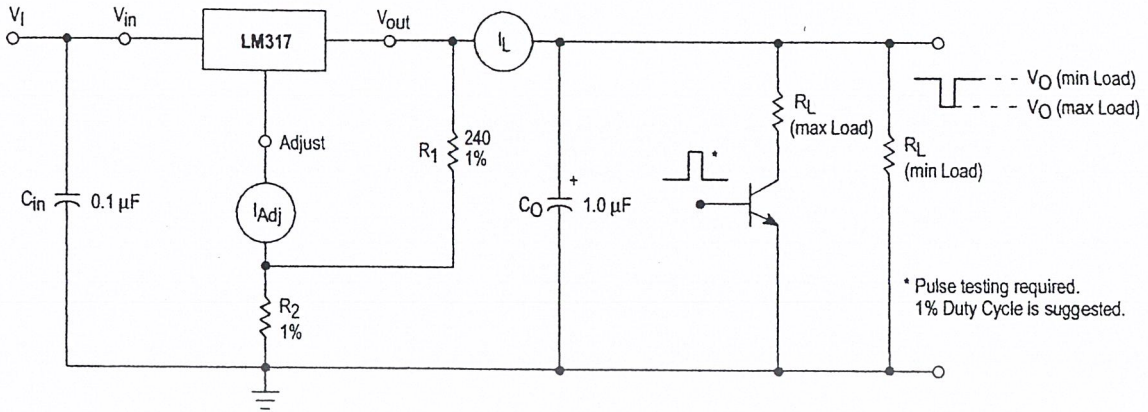 VI
Vin
LM317
Vout
IL
Adjust
R1
240
1%
Cin
0.1 µF
IAdj
R2
1%
+
CO
1.0 µF
*
RL
(max Load)
RL
(min Load)
VO (min Load)
VO (max Load)
* Pulse testing required.
1% Duty Cycle is suggested.